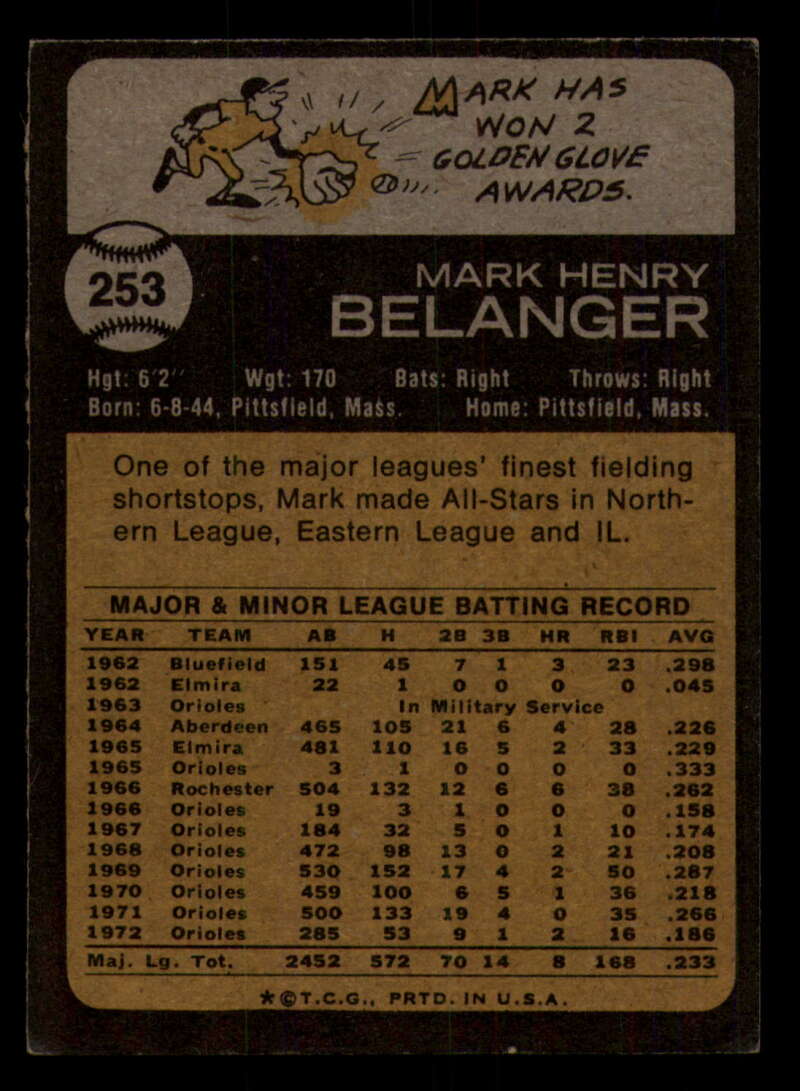 MARK HAS
WON 2
GOLDEN GLOVE
AWARDS.
253
MARK HENRY
BELANGER
Hgt: 6'2" Wgt: 170 Bats: Right Throws: Right
Born: 6-8-44, Pittsfield, Mass. Home: Pittsfield, Mass.
One of the major leagues' finest fielding
shortstops, Mark made All-Stars in North-
ern League, Eastern League and IL.
MAJOR & MINOR LEAGUE BATTING RECORD
YEAR TEAM AB H 2B 3B HR RBI AVG
1962 Bluefield 151 45 7 1 3 23 .298
1962 Elmira 22 1 0 0 0 0 .045
1963 Orioles In Military Service
1964 Aberdeen 465 105 21 6 4 28 .226
1965 Elmira 481 110 16 5 2 33 .229
1965 Orioles 3 1 0 0 0 0 .333
1966 Rochester 504 132 12 6 6 38 .262
1966 Orioles 19 3 1 0 0 0 .158
1967 Orioles 184 32 5 0 1 10 .174
1968 Orioles 472 98 13 0 2 21 .208
1969 Orioles 530 152 17 4 2 50 .287
1970 Orioles 459 100 6 5 1 36 .218
1971 Orioles 500 133 19 4 0 35 .266
1972 Orioles 285 53 9 1 2 16 .186
Maj. Lg. Tot. 2452 572 70 14 8 168 .233
★©T.C.G., PRTD. IN U.S.A.